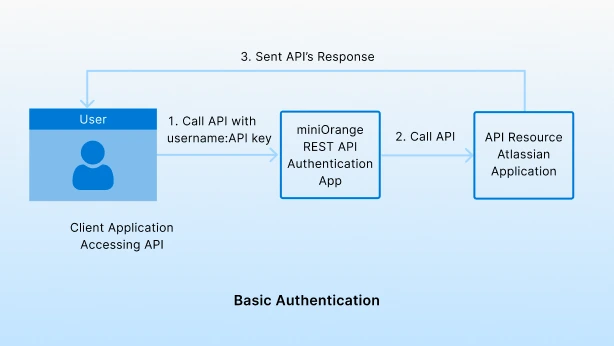 3. Sent API's Response
User
1. Call API with
username:API key
miniOrange
REST API
Authentication
App
2. Call API
API Resource
Atlassian
Application
Client Application
Accessing API
Basic Authentication